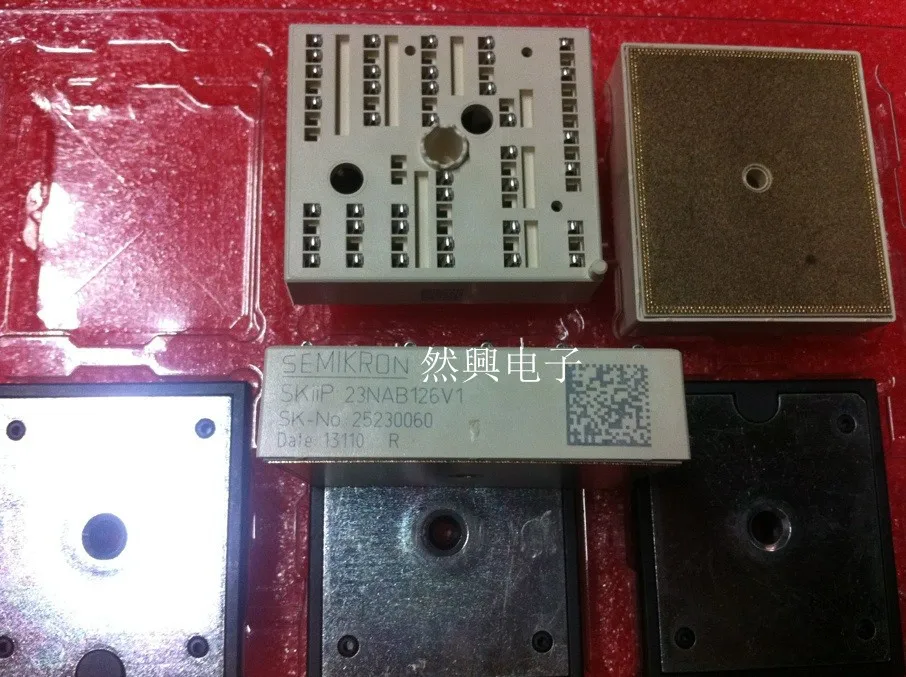 SEMIKRON
然興电子
SKiiP 23NAB126V1
SK-No. 25230060
Date 13110 R